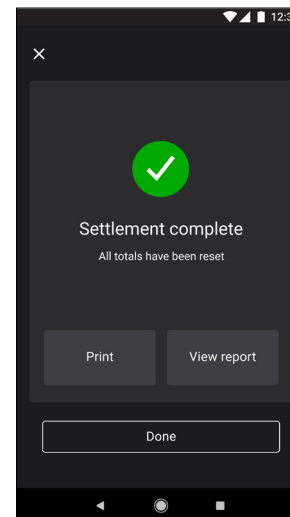 Settlement complete
All totals have been reset
Print
View report
Done